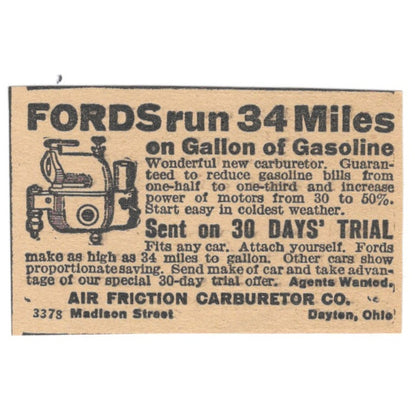 FORDS run 34 Miles
on Gallon of Gasoline
Wonderful new carburetor. Guaran-
teed to reduce gasoline bills from
one-half to one-third and increase
power of motors from 30 to 50%.
Start easy in coldest weather.
Sent on 30 DAYS' TRIAL
Fits any car. Attach yourself. Fords
make as high as 34 miles to gallon. Other cars show
proportionate saving. Send make of car and take advan-
tage of our special 30-day trial offer. Agents Wanted.
AIR FRICTION CARBURETOR CO.
3373 Madison Street Dayton, Ohio